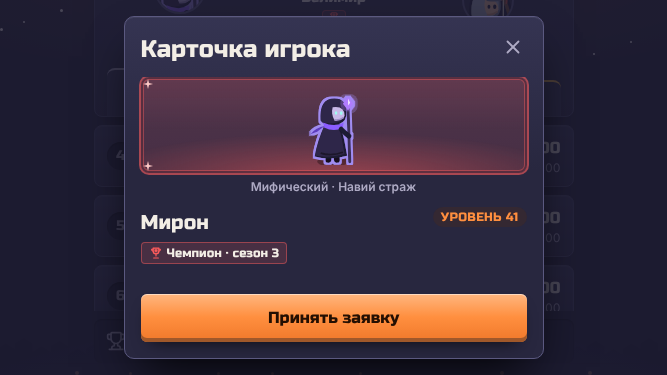 Карточка игрока
Мифический · Навий страж
Мирон
УРОВЕНЬ 41
Чемпион · сезон 3
Принять заявку